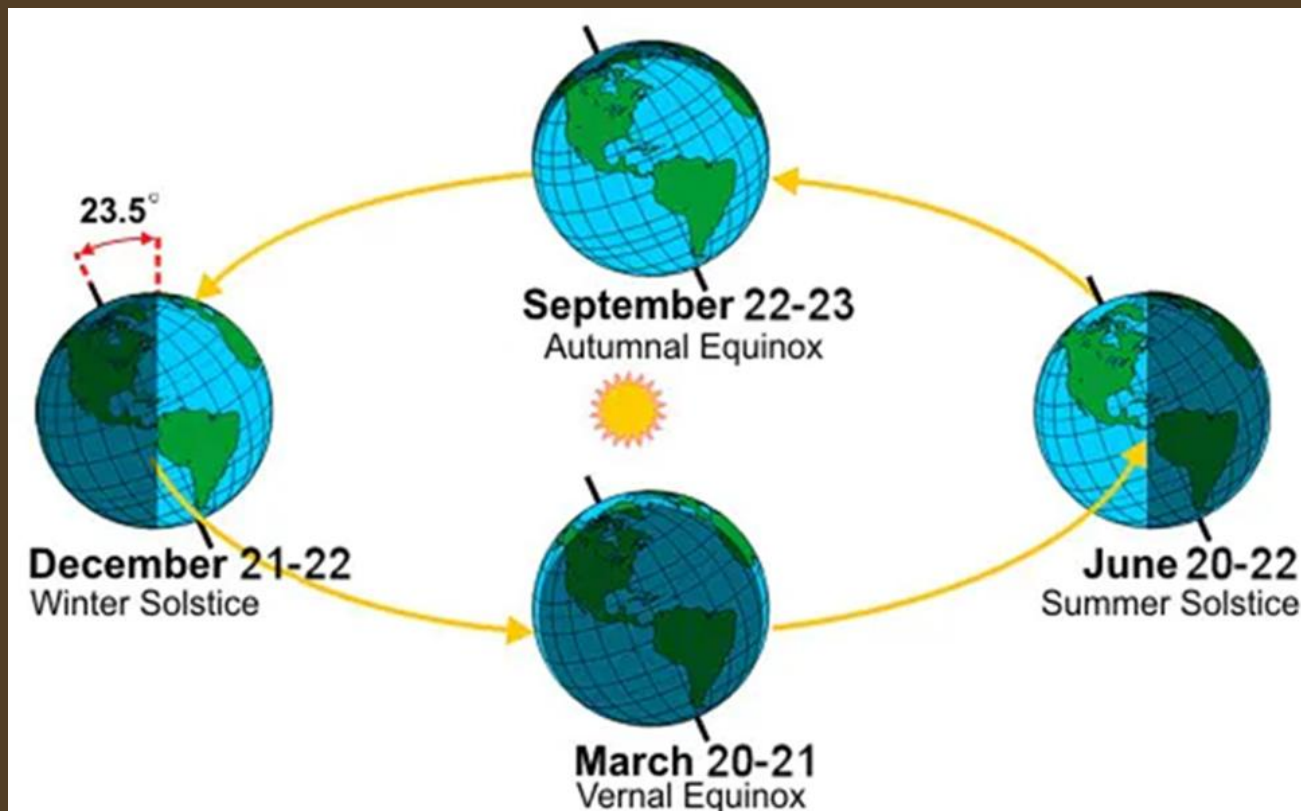 23.5°
September 22-23
Autumnal Equinox
December 21-22
Winter Solstice
June 20-22
Summer Solstice
March 20-21
Vernal Equinox